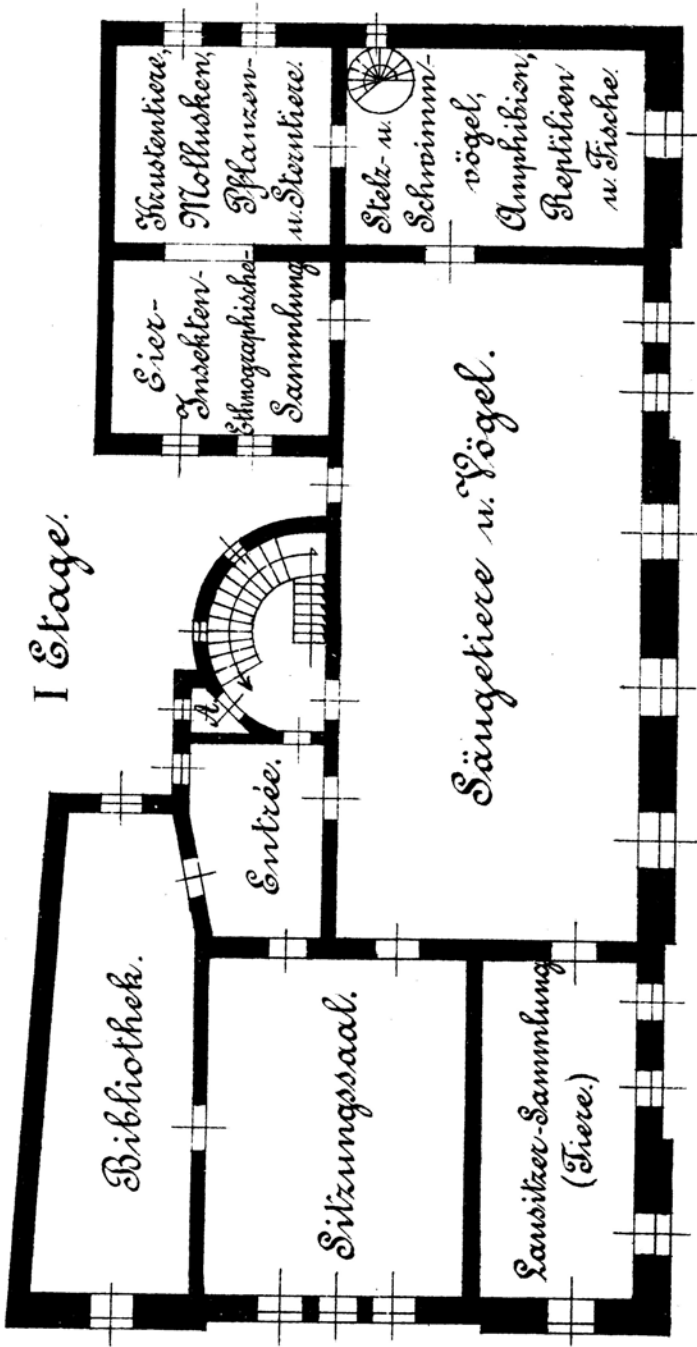 I Etage.
Bibliothek.
Entrée.
A
Sitzungssaal.
Lausitzer-Sammlung
(Tiere.)
Säugetiere u. Vögel.
Eier-
Insekten-
Ethnographische-
Sammlung
Krustentiere,
Mollusken,
Pflanzen-
u. Sterntiere.
Stelz- u.
Schwimm-
vögel,
Amphibien,
Reptilien
u. Fische.